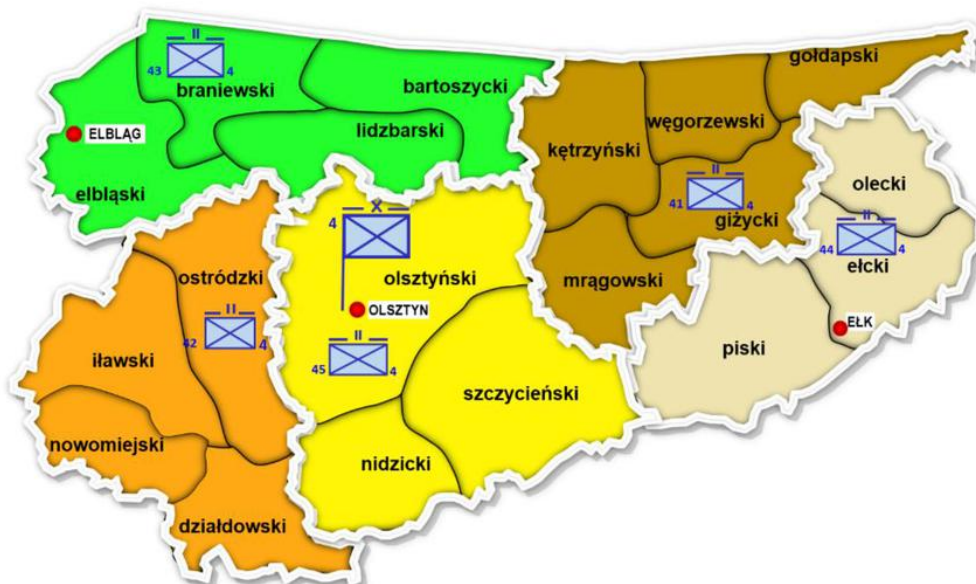 II
43 4
braniewski
bartoszycki
gołdapski
ELBLĄG
lidzbarski
węgorzewski
kętrzyński
elbląski
II
41 4
giżycki
olecki
II
44 4
ełcki
X
4
ostródzki
olsztyński
mrągowski
OLSZTYN
II
42 4
EŁK
II
45 4
piski
iławski
szczycieński
nowomiejski
nidzicki
działdowski